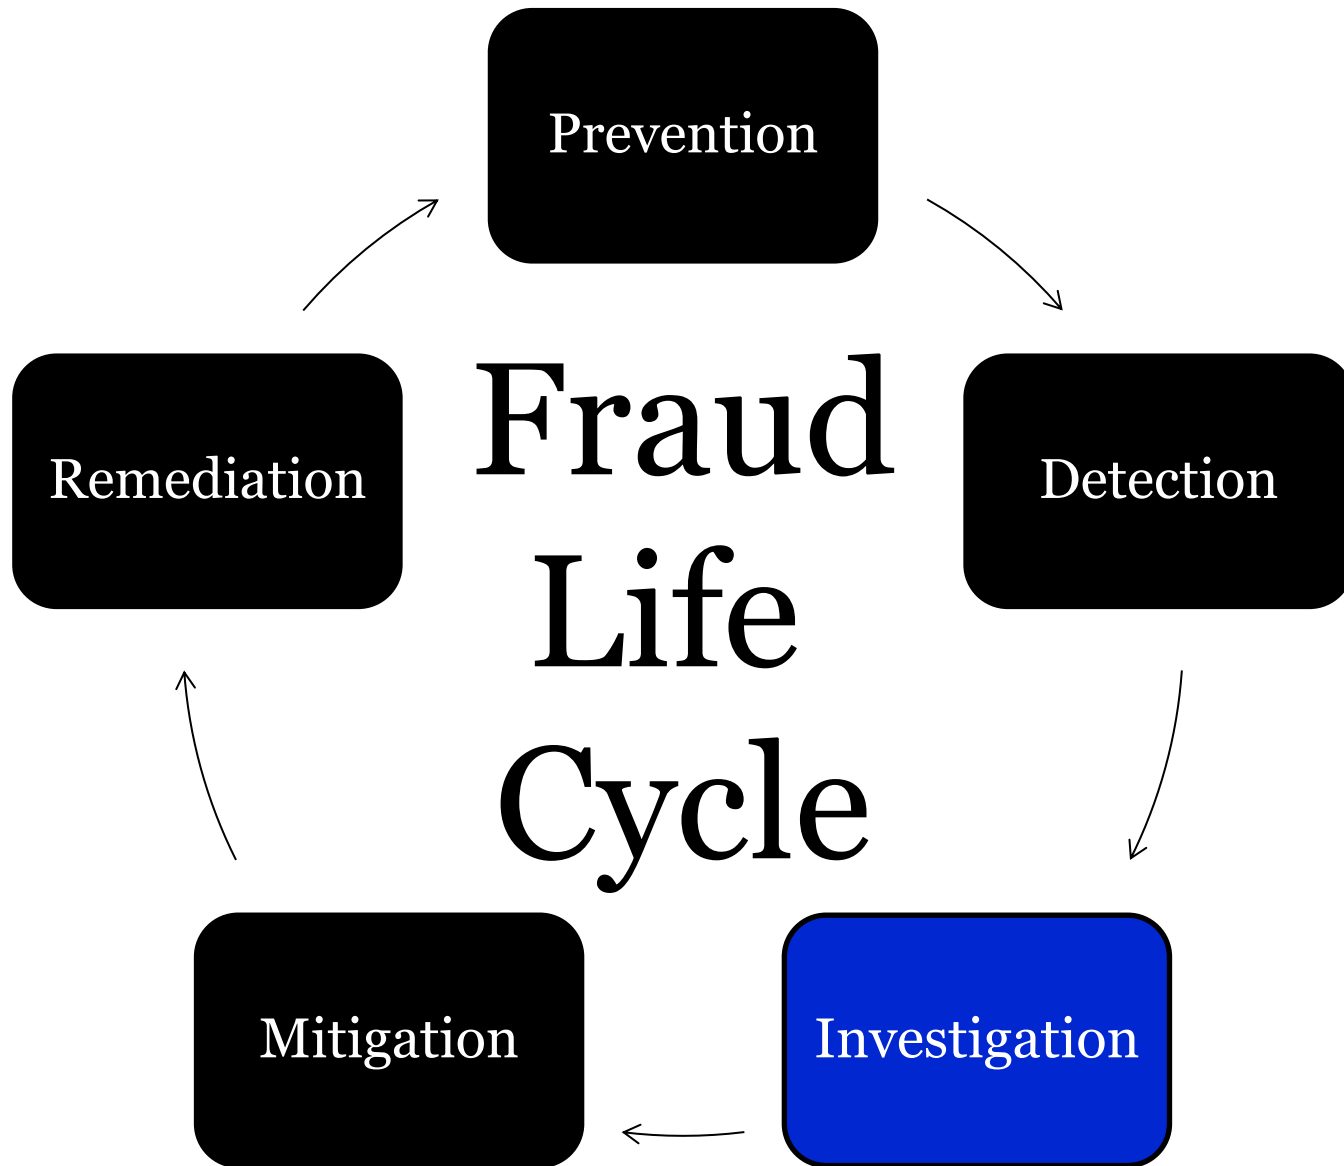 Prevention
Fraud
Life
Cycle
Remediation
Detection
Mitigation
Investigation